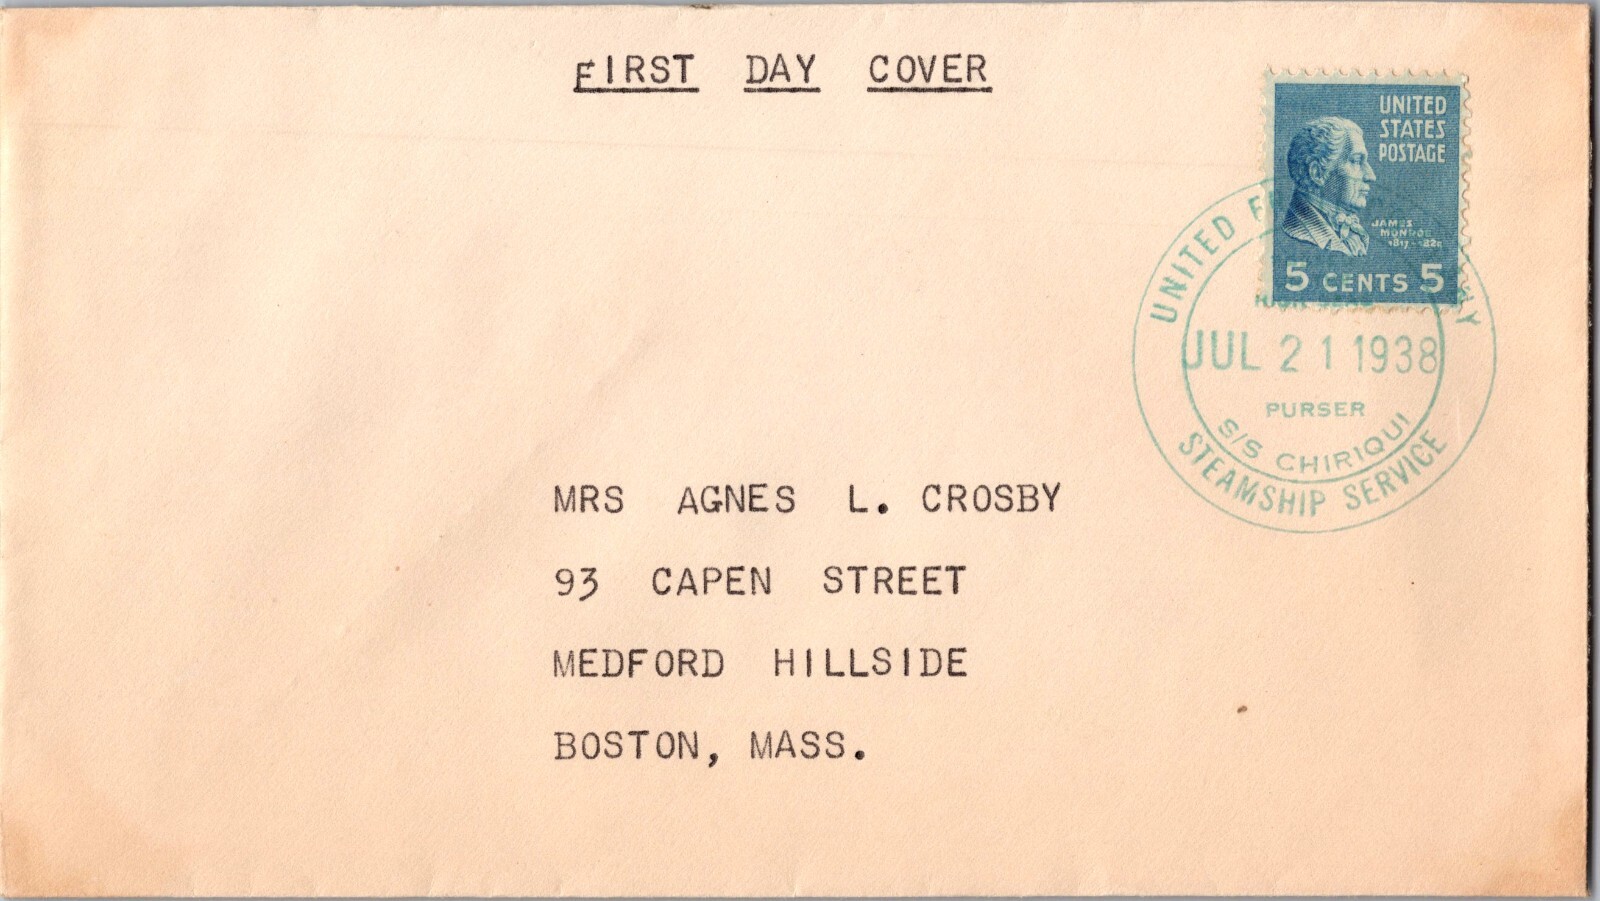 FIRST DAY COVER
UNITED
STATES
POSTAGE
JAMES
MONROE
5 CENTS 5
UNITED
JUL 21 1938
PURSER
S/S CHIRIQUI
STEAMSHIP SERVICE
MRS AGNES L. CROSBY
93 CAPEN STREET
MEDFORD HILLSIDE
BOSTON, MASS.